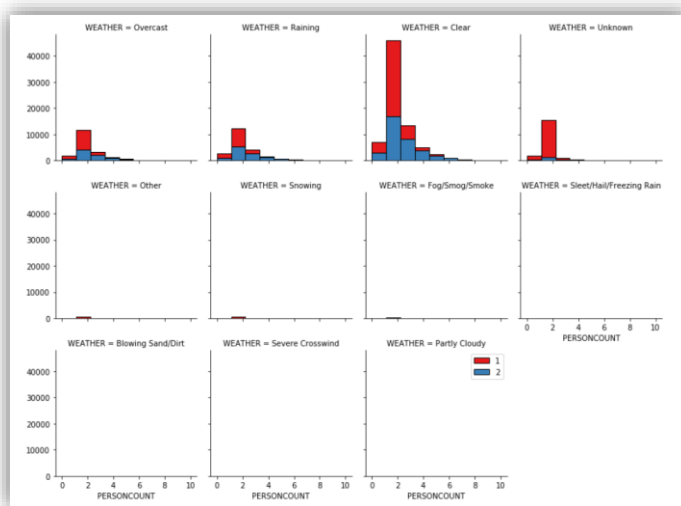 WEATHER = Overcast
WEATHER = Raining
WEATHER = Clear
WEATHER = Unknown
40000
30000
20000
10000
0
WEATHER = Other
WEATHER = Snowing
WEATHER = Fog/Smog/Smoke
WEATHER = Sleet/Hail/Freezing Rain
40000
30000
20000
10000
0
0 2 4 6 8 10
PERSONCOUNT
WEATHER = Blowing Sand/Dirt
WEATHER = Severe Crosswind
WEATHER = Partly Cloudy
1
2
40000
30000
20000
10000
0
0 2 4 6 8 10
0 2 4 6 8 10
0 2 4 6 8 10
PERSONCOUNT
PERSONCOUNT
PERSONCOUNT